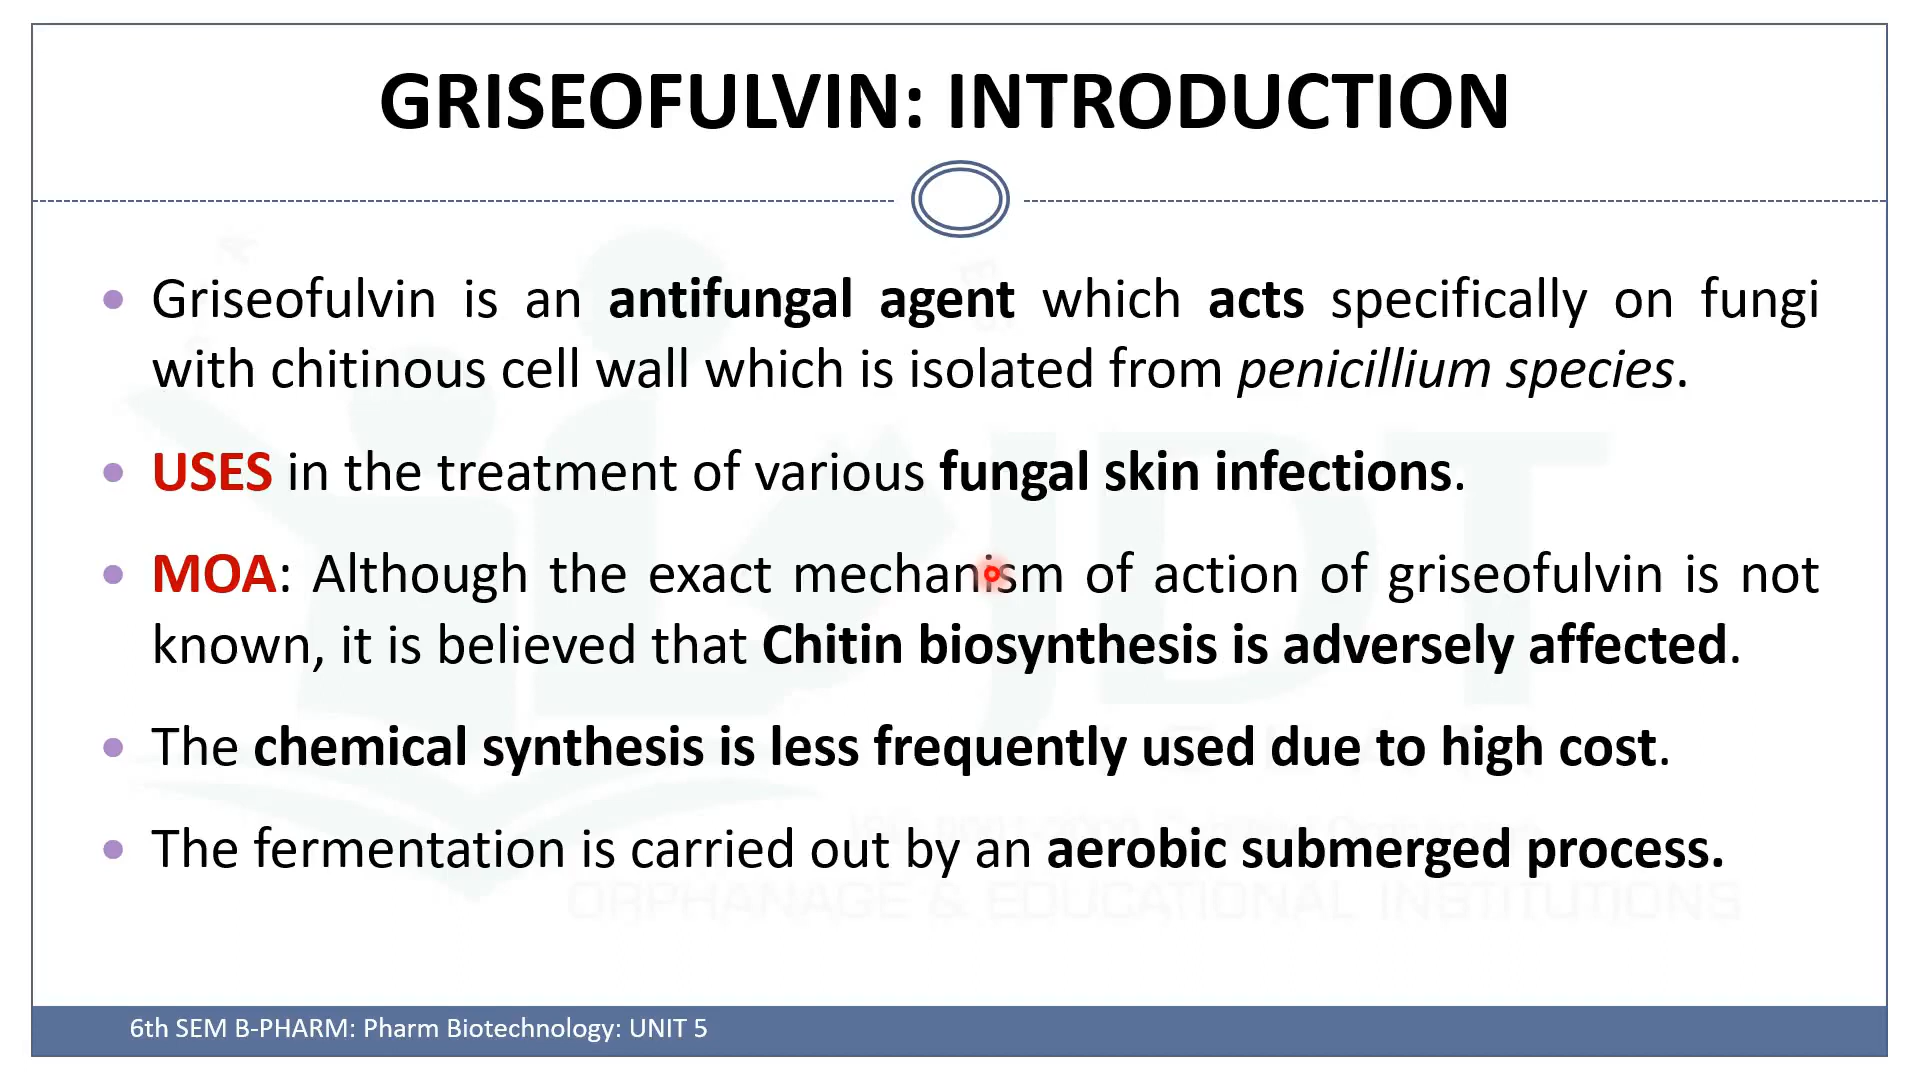 GRISEOFULVIN: INTRODUCTION
• Griseofulvin is an antifungal agent which acts specifically on fungi
with chitinous cell wall which is isolated from penicillium species.
• USES in the treatment of various fungal skin infections.
• MOA: Although the exact mechanism of action of griseofulvin is not
known, it is believed that Chitin biosynthesis is adversely affected.
• The chemical synthesis is less frequently used due to high cost.
• The fermentation is carried out by an aerobic submerged process.
JDT
ORPHANAGE & EDUCATIONAL INSTITUTIONS
6th SEM B-PHARM: Pharm Biotechnology: UNIT 5